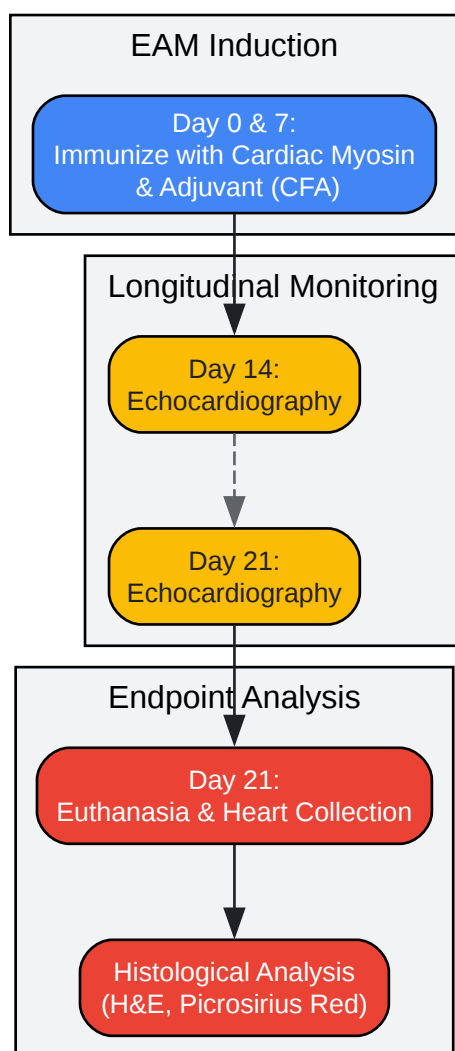 EAM Induction
Day 0 & 7:
Immunize with Cardiac Myosin
& Adjuvant (CFA)
Longitudinal Monitoring
Day 14:
Echocardiography
Day 21:
Echocardiography
Endpoint Analysis
Day 21:
Euthanasia & Heart Collection
Histological Analysis
(H&E, Picrosirius Red)